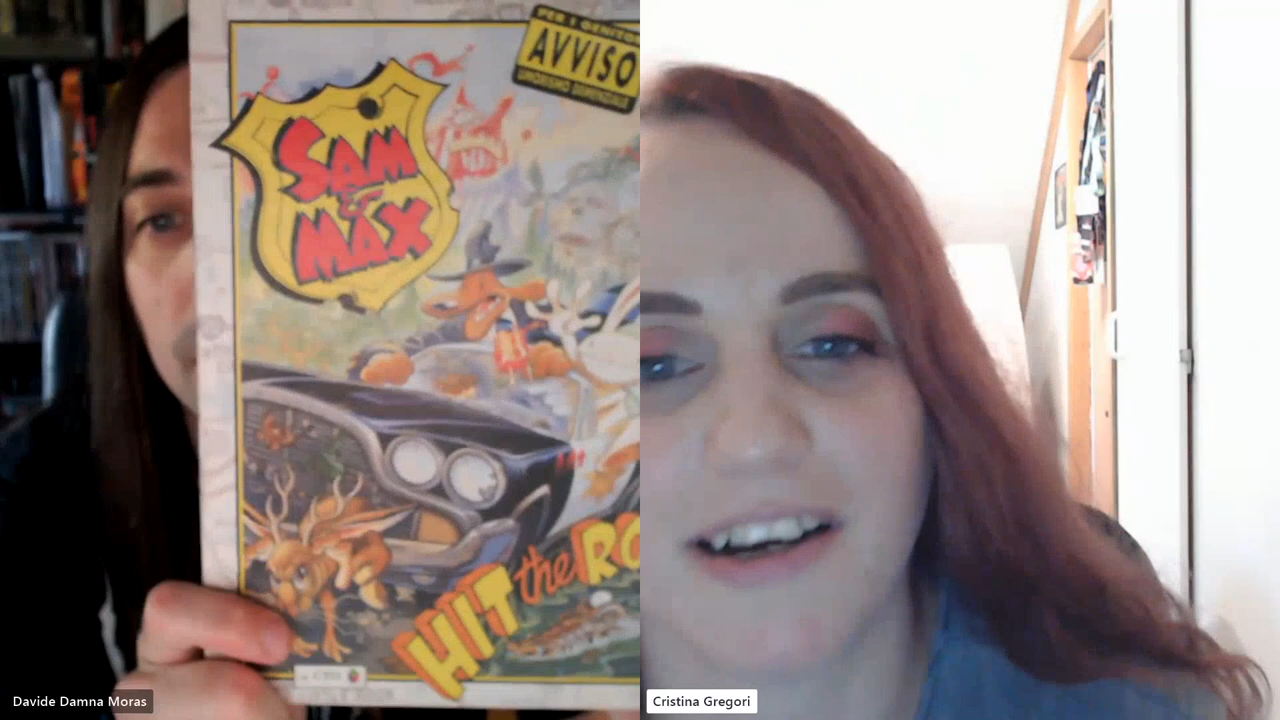 PER I GENITORI
AVVISO
UMORISMO DEMENZIALE
SAM
&
MAX
HIT the RO
Davide Damna Moras
Cristina Gregori